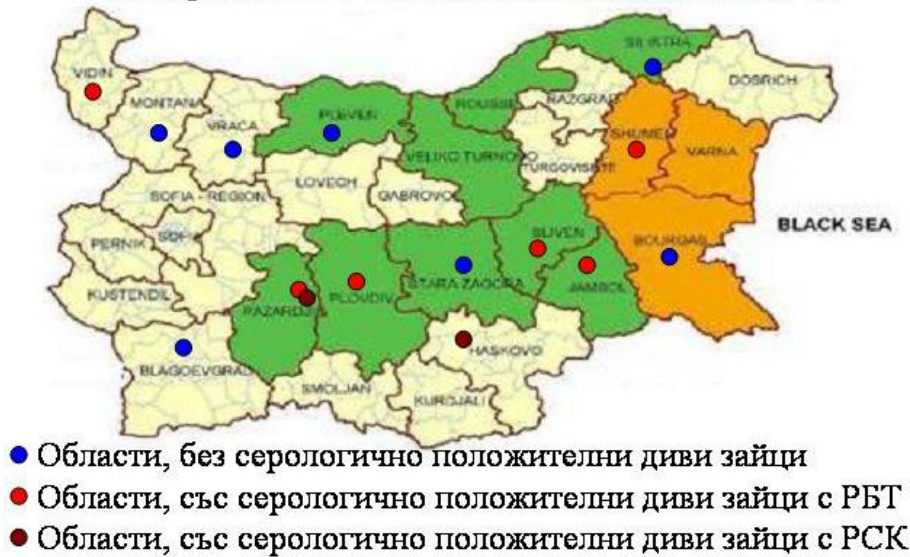 SILISTRA
VIDIN
DOBRICH
MONTANA
ROUSSE
RAZGRAD
PLEVEN
VRACA
SHUMEN
VARNA
VELIKO TURNOVO
TURGOVISHTE
LOVECH
GABROVO
SOFIA - REGION
BLACK SEA
SLIVEN
BOURGAS
PERNIK
SOFIA
STARA ZAGORA
JAMBOL
KUSTENDIL
PLOVDIV
PAZARDJ
HASKOVO
BLAGOEVGRAD
SMOLJAN
KURDJALI
Области, без серологично положителни диви зайци
Области, със серологично положителни диви зайци с РБТ
Области, със серологично положителни диви зайци с РСК